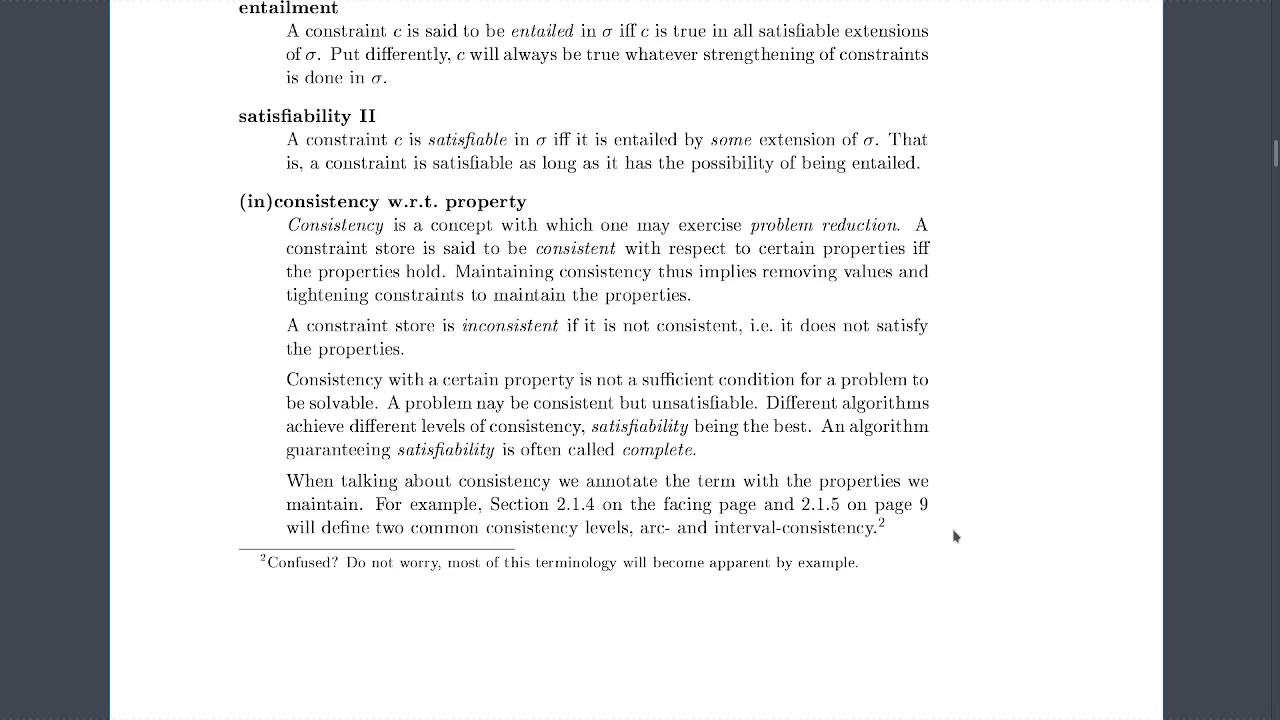 entailment
A constraint c is said to be entailed in σ iff c is true in all satisfiable extensions
of σ. Put differently, c will always be true whatever strengthening of constraints
is done in σ.
satisfiability II
A constraint c is satisfiable in σ iff it is entailed by some extension of σ. That
is, a constraint is satisfiable as long as it has the possibility of being entailed.
(in)consistency w.r.t. property
Consistency is a concept with which one may exercise problem reduction. A
constraint store is said to be consistent with respect to certain properties iff
the properties hold. Maintaining consistency thus implies removing values and
tightening constraints to maintain the properties.
A constraint store is inconsistent if it is not consistent, i.e. it does not satisfy
the properties.
Consistency with a certain property is not a sufficient condition for a problem to
be solvable. A problem nay be consistent but unsatisfiable. Different algorithms
achieve different levels of consistency, satisfiability being the best. An algorithm
guaranteeing satisfiability is often called complete.
When talking about consistency we annotate the term with the properties we
maintain. For example, Section 2.1.4 on the facing page and 2.1.5 on page 9
will define two common consistency levels, arc- and interval-consistency.²
²Confused? Do not worry, most of this terminology will become apparent by example.